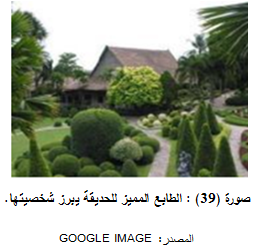 صورة (39) : الطابع المميز للحديقة يبرز شخصيتها.
المصدر: GOOGLE IMAGE